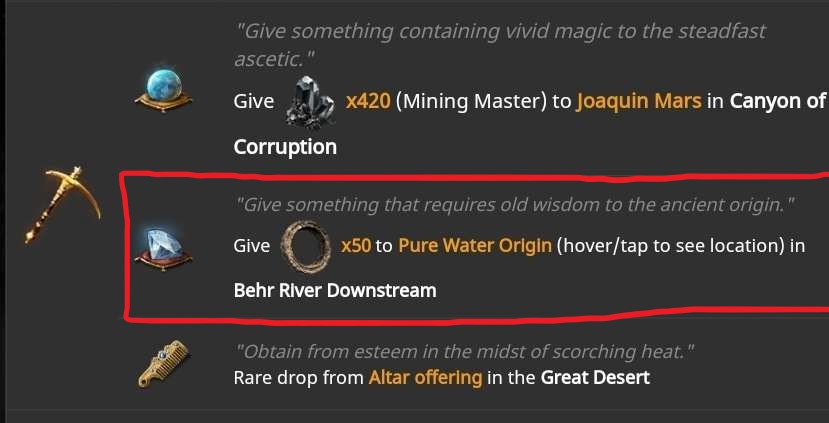 "Give something containing vivid magic to the steadfast
ascetic."
Give x420 (Mining Master) to Joaquin Mars in Canyon of
Corruption
"Give something that requires old wisdom to the ancient origin."
Give x50 to Pure Water Origin (hover/tap to see location) in
Behr River Downstream
"Obtain from esteem in the midst of scorching heat."
Rare drop from Altar offering in the Great Desert